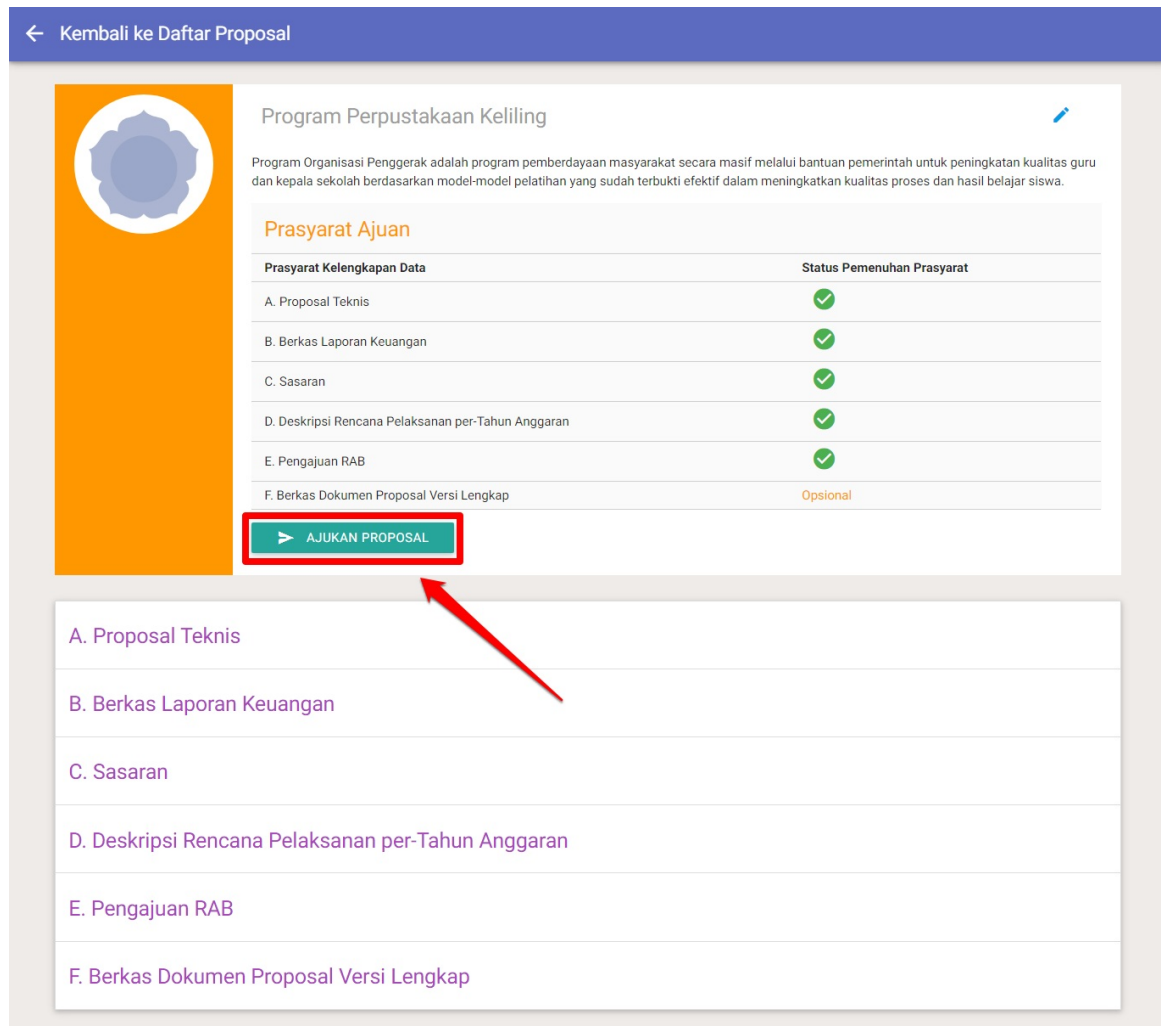 Kembali ke Daftar Proposal
Program Perpustakaan Keliling
Program Organisasi Penggerak adalah program pemberdayaan masyarakat secara masif melalui bantuan pemerintah untuk peningkatan kualitas guru
dan kepala sekolah berdasarkan model-model pelatihan yang sudah terbukti efektif dalam meningkatkan kualitas proses dan hasil belajar siswa.
Prasyarat Ajuan
Prasyarat Kelengkapan Data Status Pemenuhan Prasyarat
A. Proposal Teknis
B. Berkas Laporan Keuangan
C. Sasaran
D. Deskripsi Rencana Pelaksanan per-Tahun Anggaran
E. Pengajuan RAB
F. Berkas Dokumen Proposal Versi Lengkap Opsional
AJUKAN PROPOSAL
A. Proposal Teknis
B. Berkas Laporan Keuangan
C. Sasaran
D. Deskripsi Rencana Pelaksanan per-Tahun Anggaran
E. Pengajuan RAB
F. Berkas Dokumen Proposal Versi Lengkap